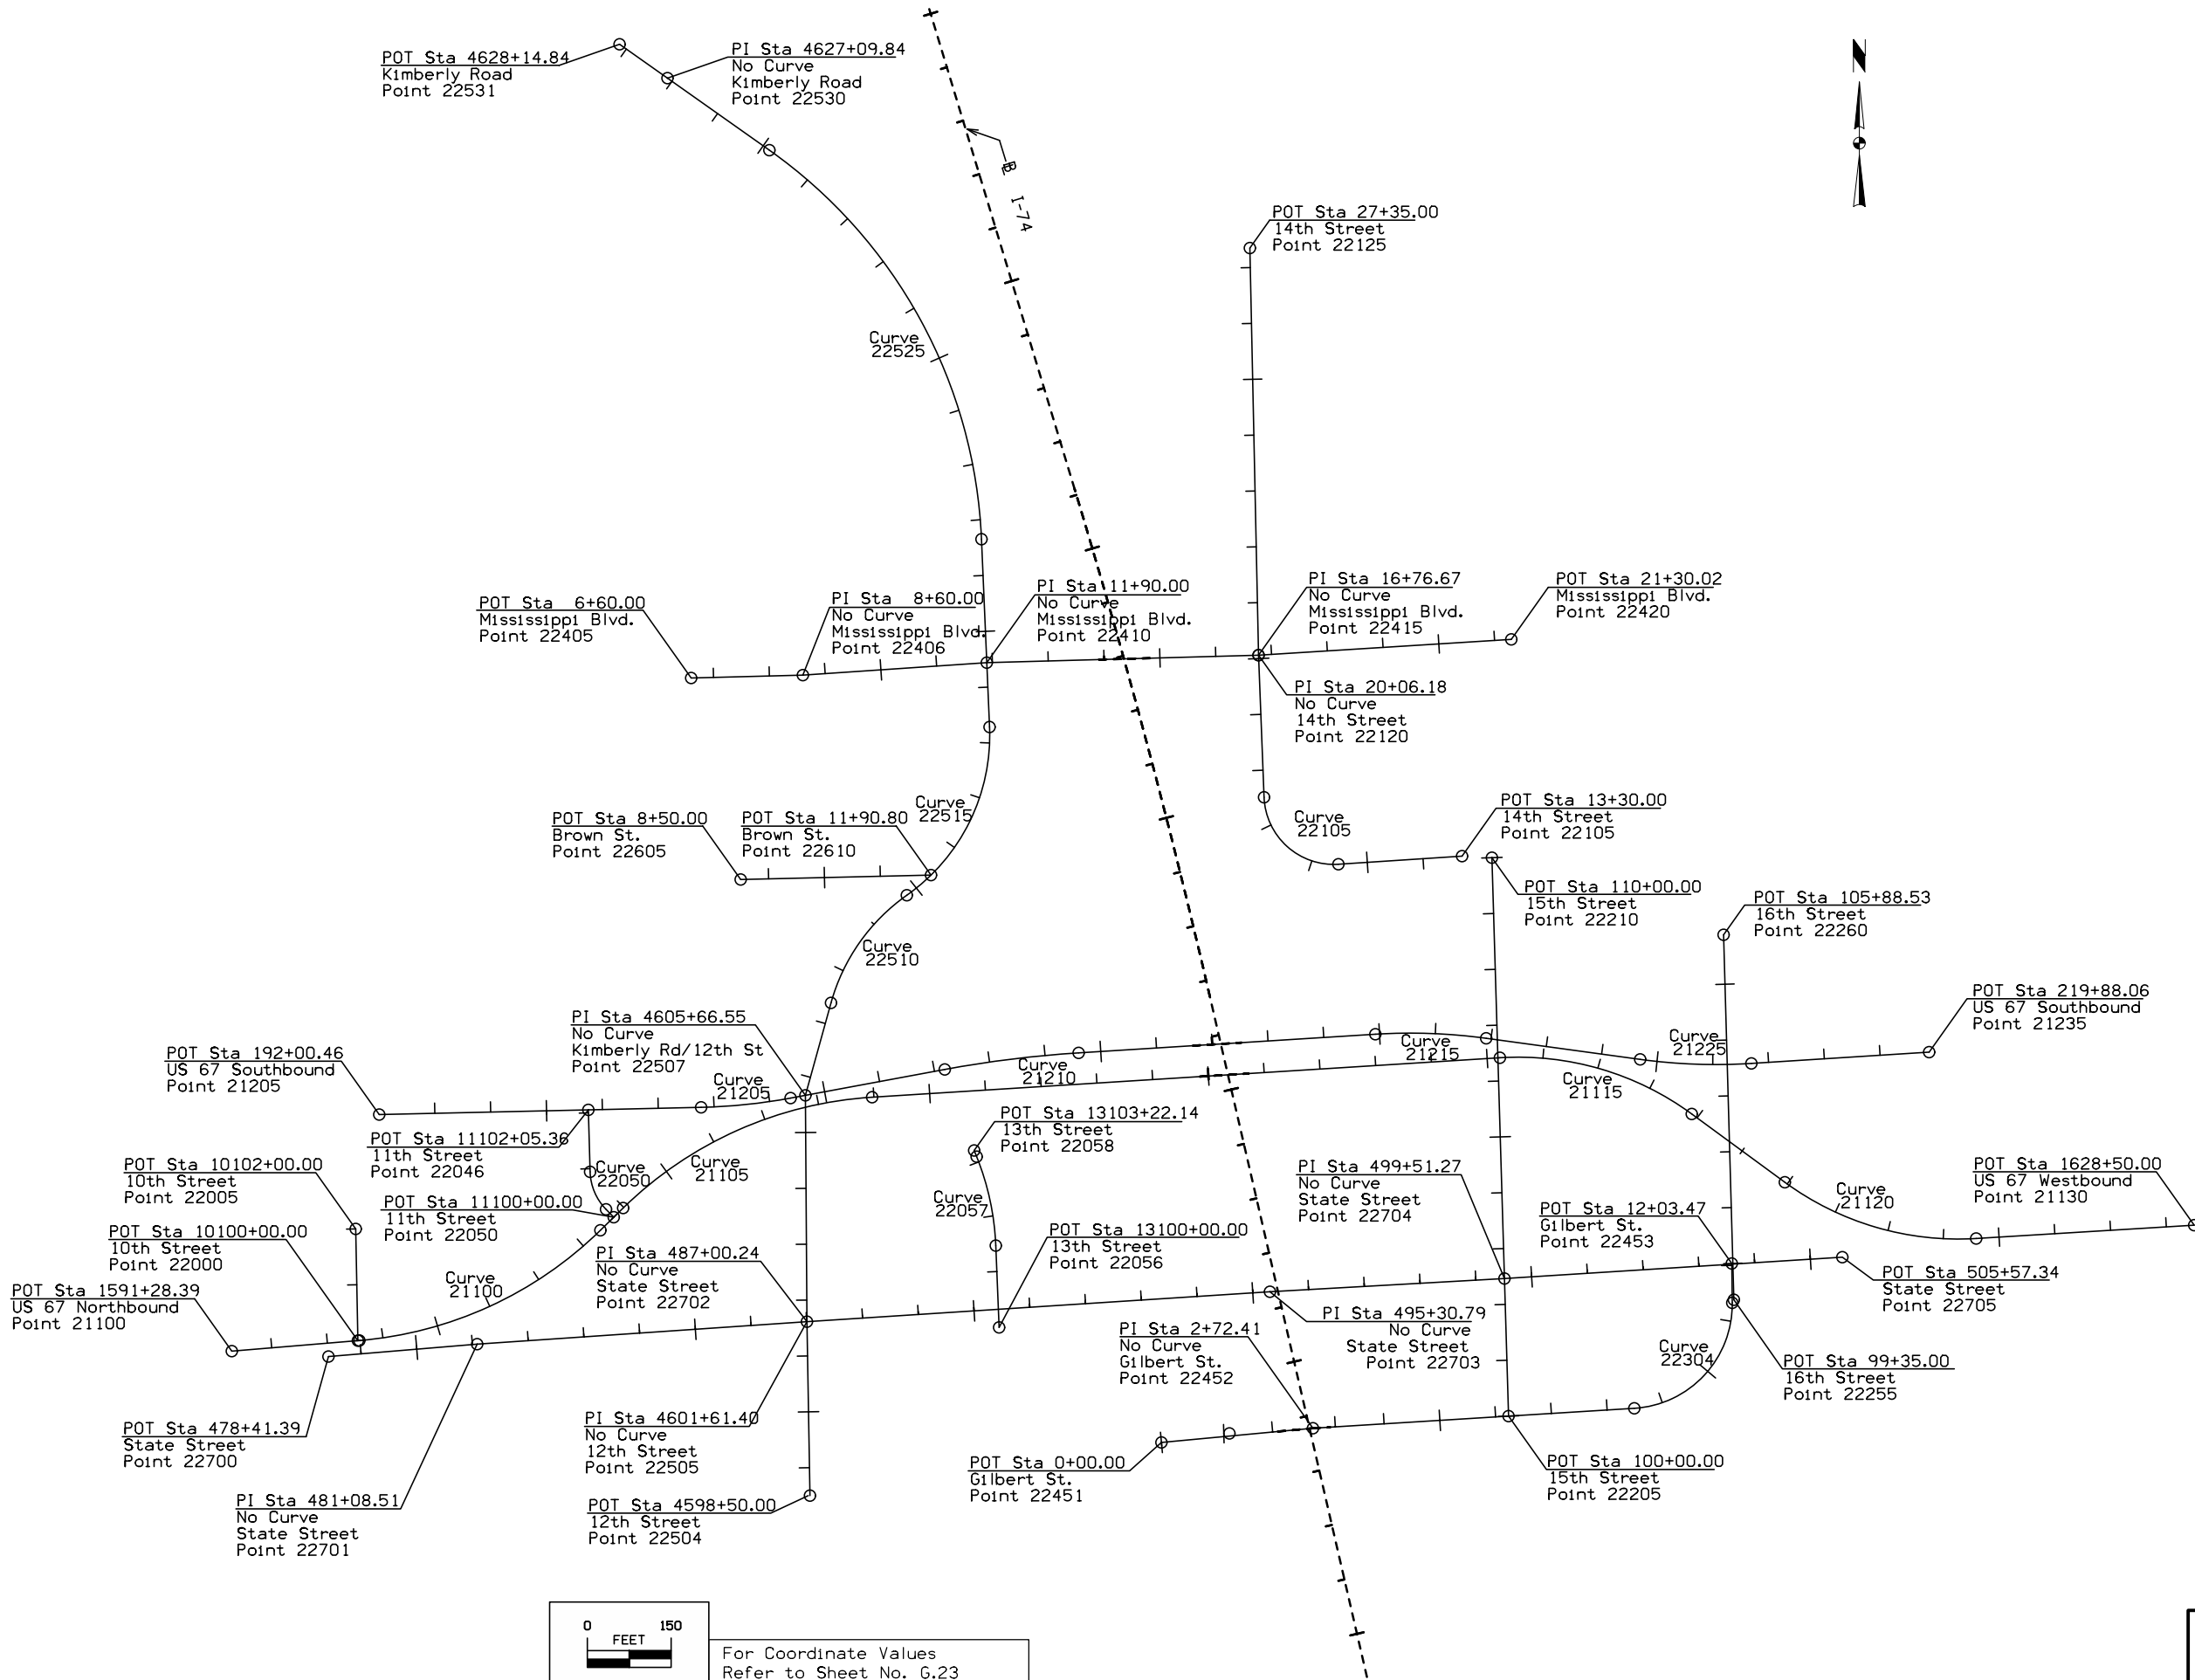 POT Sta 4628+14.84
Kimberly Road
Point 22531
PI Sta 4627+09.84
No Curve
Kimberly Road
Point 22530
N
B I-74
POT Sta 27+35.00
14th Street
Point 22125
Curve
22525
POT Sta 6+60.00
Mississippi Blvd.
Point 22405
PI Sta 8+60.00
No Curve
Mississippi Blvd.
Point 22406
PI Sta 11+90.00
No Curve
Mississippi Blvd.
Point 22410
PI Sta 16+76.67
No Curve
Mississippi Blvd.
Point 22415
POT Sta 21+30.02
Mississippi Blvd.
Point 22420
PI Sta 20+06.18
No Curve
14th Street
Point 22120
POT Sta 8+50.00
Brown St.
Point 22605
POT Sta 11+90.80
Brown St.
Point 22610
Curve
22515
Curve
22105
POT Sta 13+30.00
14th Street
Point 22105
POT Sta 110+00.00
15th Street
Point 22210
POT Sta 105+88.53
16th Street
Point 22260
Curve
22510
POT Sta 219+88.06
US 67 Southbound
Point 21235
PI Sta 4605+66.55
No Curve
Kimberly Rd/12th St
Point 22507
POT Sta 192+00.46
US 67 Southbound
Point 21205
Curve
21205
Curve
21210
Curve
21215
Curve
21225
Curve
21115
POT Sta 11102+05.36
11th Street
Point 22046
POT Sta 13103+22.14
13th Street
Point 22058
POT Sta 10102+00.00
10th Street
Point 22005
Curve
22050
Curve
21105
PI Sta 499+51.27
No Curve
State Street
Point 22704
POT Sta 1628+50.00
US 67 Westbound
Point 21130
Curve
21120
POT Sta 11100+00.00
11th Street
Point 22050
Curve
22057
POT Sta 12+03.47
Gilbert St.
Point 22453
POT Sta 10100+00.00
10th Street
Point 22000
POT Sta 13100+00.00
13th Street
Point 22056
PI Sta 487+00.24
No Curve
State Street
Point 22702
Curve
21100
POT Sta 1591+28.39
US 67 Northbound
Point 21100
POT Sta 505+57.34
State Street
Point 22705
PI Sta 495+30.79
No Curve
State Street
Point 22703
PI Sta 2+72.41
No Curve
Gilbert St.
Point 22452
Curve
22304
POT Sta 99+35.00
16th Street
Point 22255
POT Sta 478+41.39
State Street
Point 22700
PI Sta 4601+61.40
No Curve
12th Street
Point 22505
POT Sta 0+00.00
Gilbert St.
Point 22451
POT Sta 100+00.00
15th Street
Point 22205
PI Sta 481+08.51
No Curve
State Street
Point 22701
POT Sta 4598+50.00
12th Street
Point 22504
0 150
FEET
For Coordinate Values
Refer to Sheet No. G.23